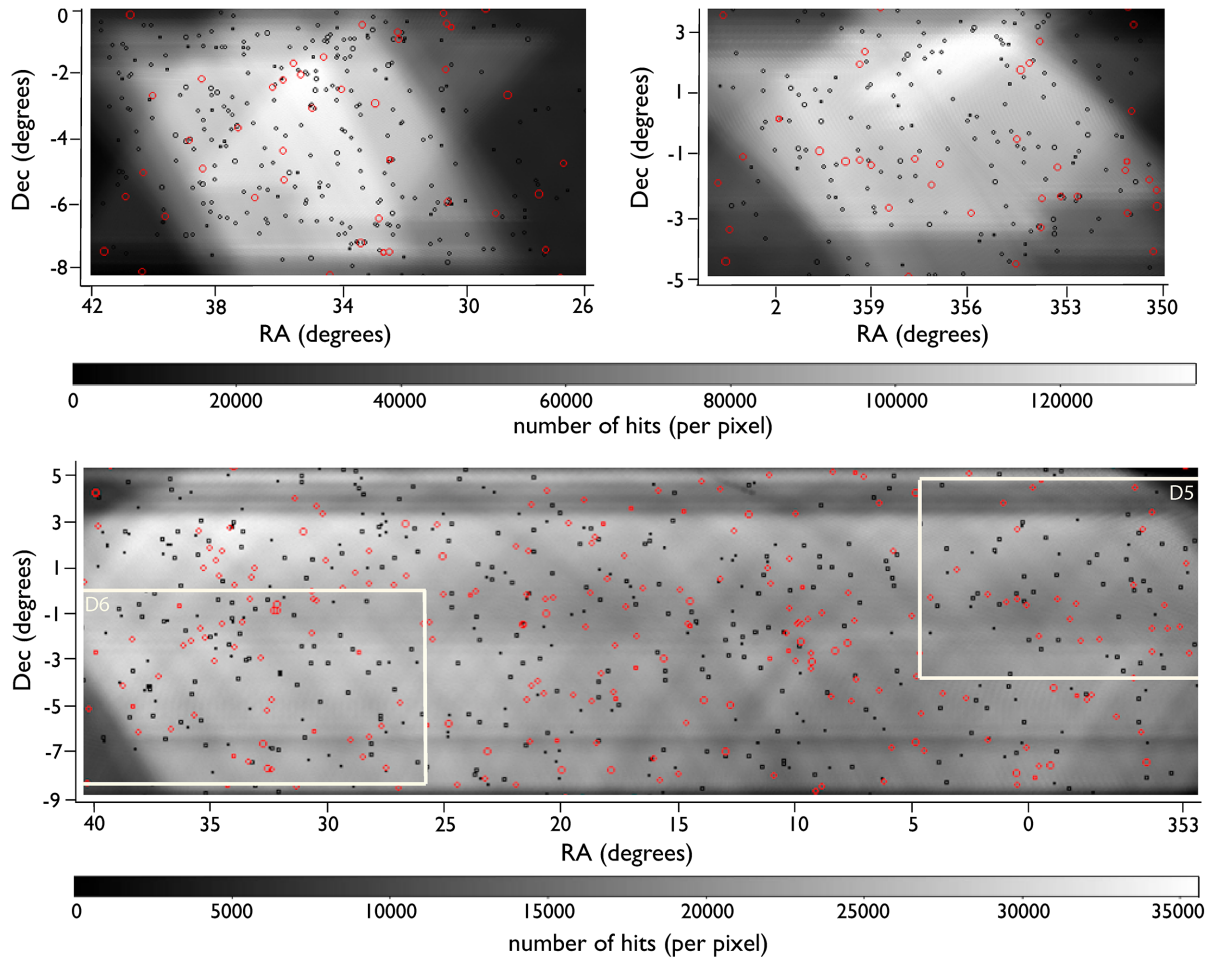 0
-2
-4
-6
-8
Dec (degrees)
42 38 34 30 26
RA (degrees)
3
1
-1
-3
-5
Dec (degrees)
2 359 356 353 350
RA (degrees)
0 20000 40000 60000 80000 100000 120000
number of hits (per pixel)
5
3
1
-1
-3
-5
-7
-9
Dec (degrees)
D5
D6
40 35 30 25 20 15 10 5 0 353
RA (degrees)
0 5000 10000 15000 20000 25000 30000 35000
number of hits (per pixel)